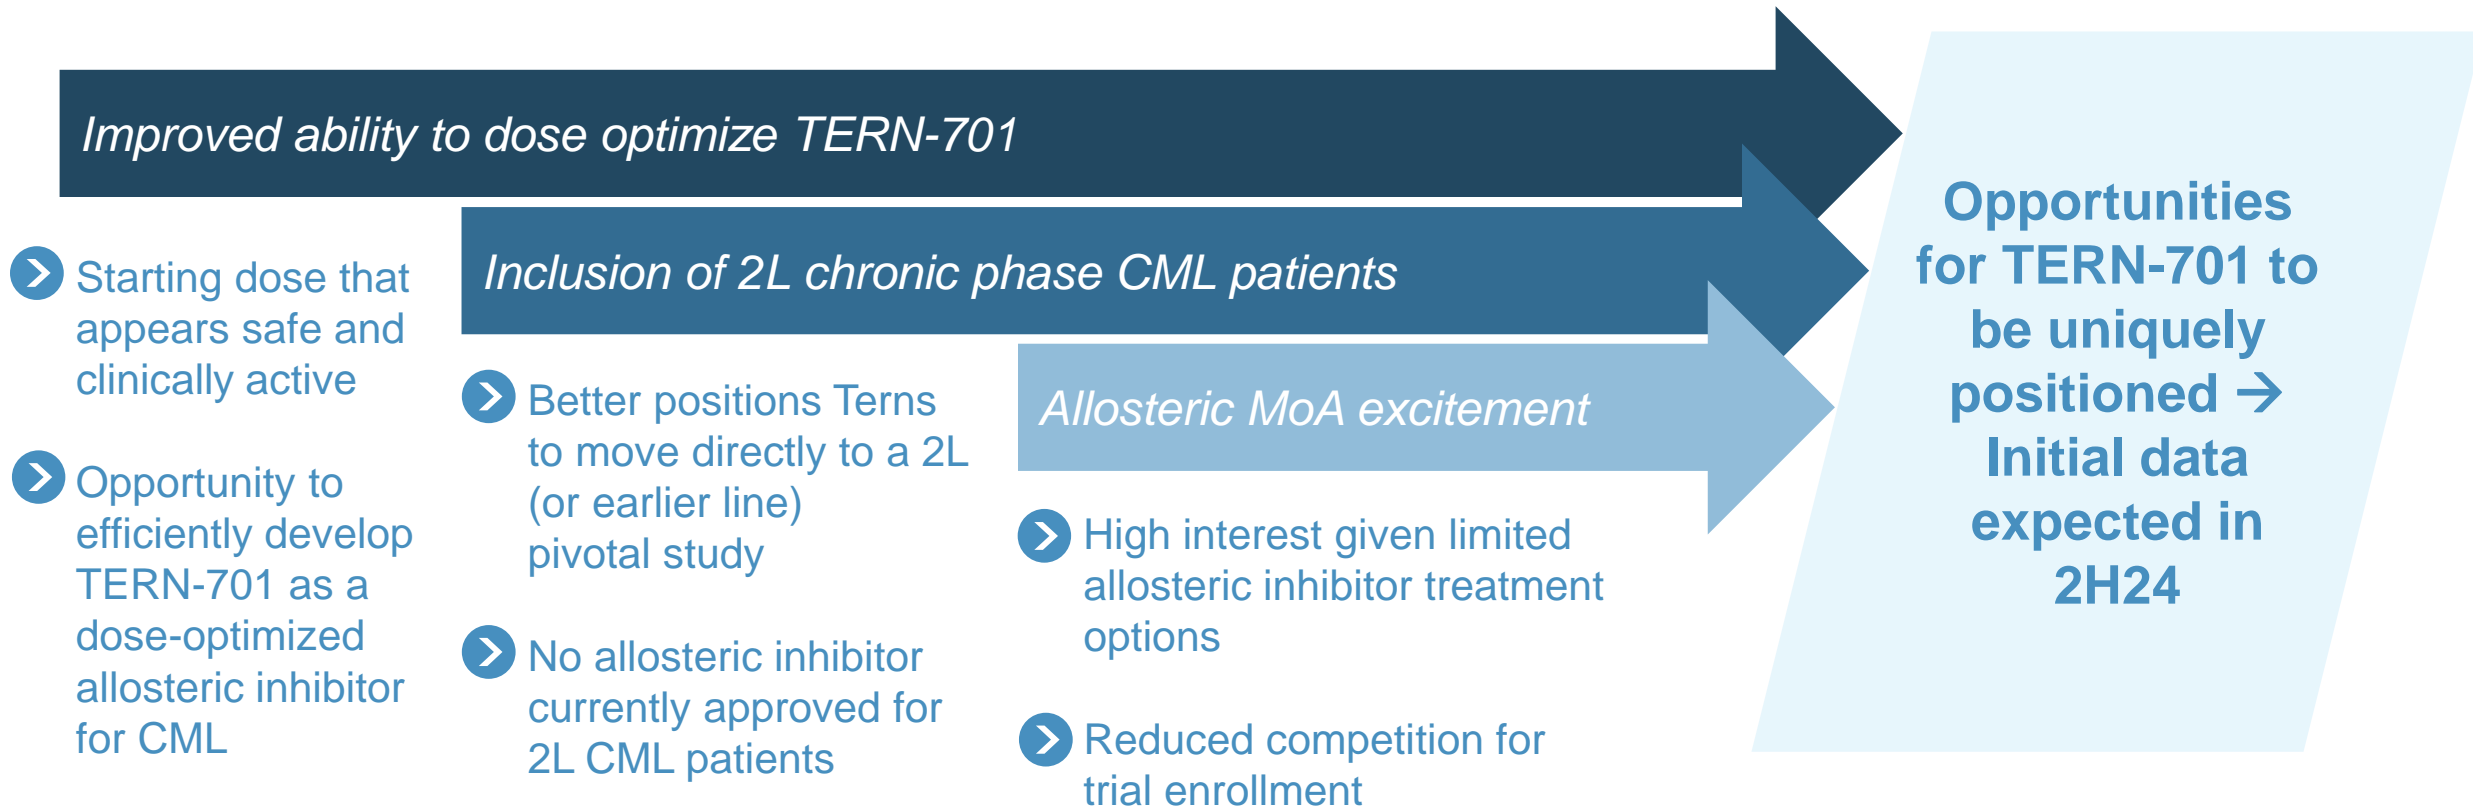 Improved ability to dose optimize TERN-701
Starting dose that
appears safe and
clinically active
Opportunity to
efficiently develop
TERN-701 as a
dose-optimized
allosteric inhibitor
for CML
Inclusion of 2L chronic phase CML patients
Better positions Terns
to move directly to a 2L
(or earlier line)
pivotal study
No allosteric inhibitor
currently approved for
2L CML patients
Allosteric MoA excitement
High interest given limited
allosteric inhibitor treatment
options
Reduced competition for
trial enrollment
Opportunities
for TERN-701 to
be uniquely
positioned →
Initial data
expected in
2H24